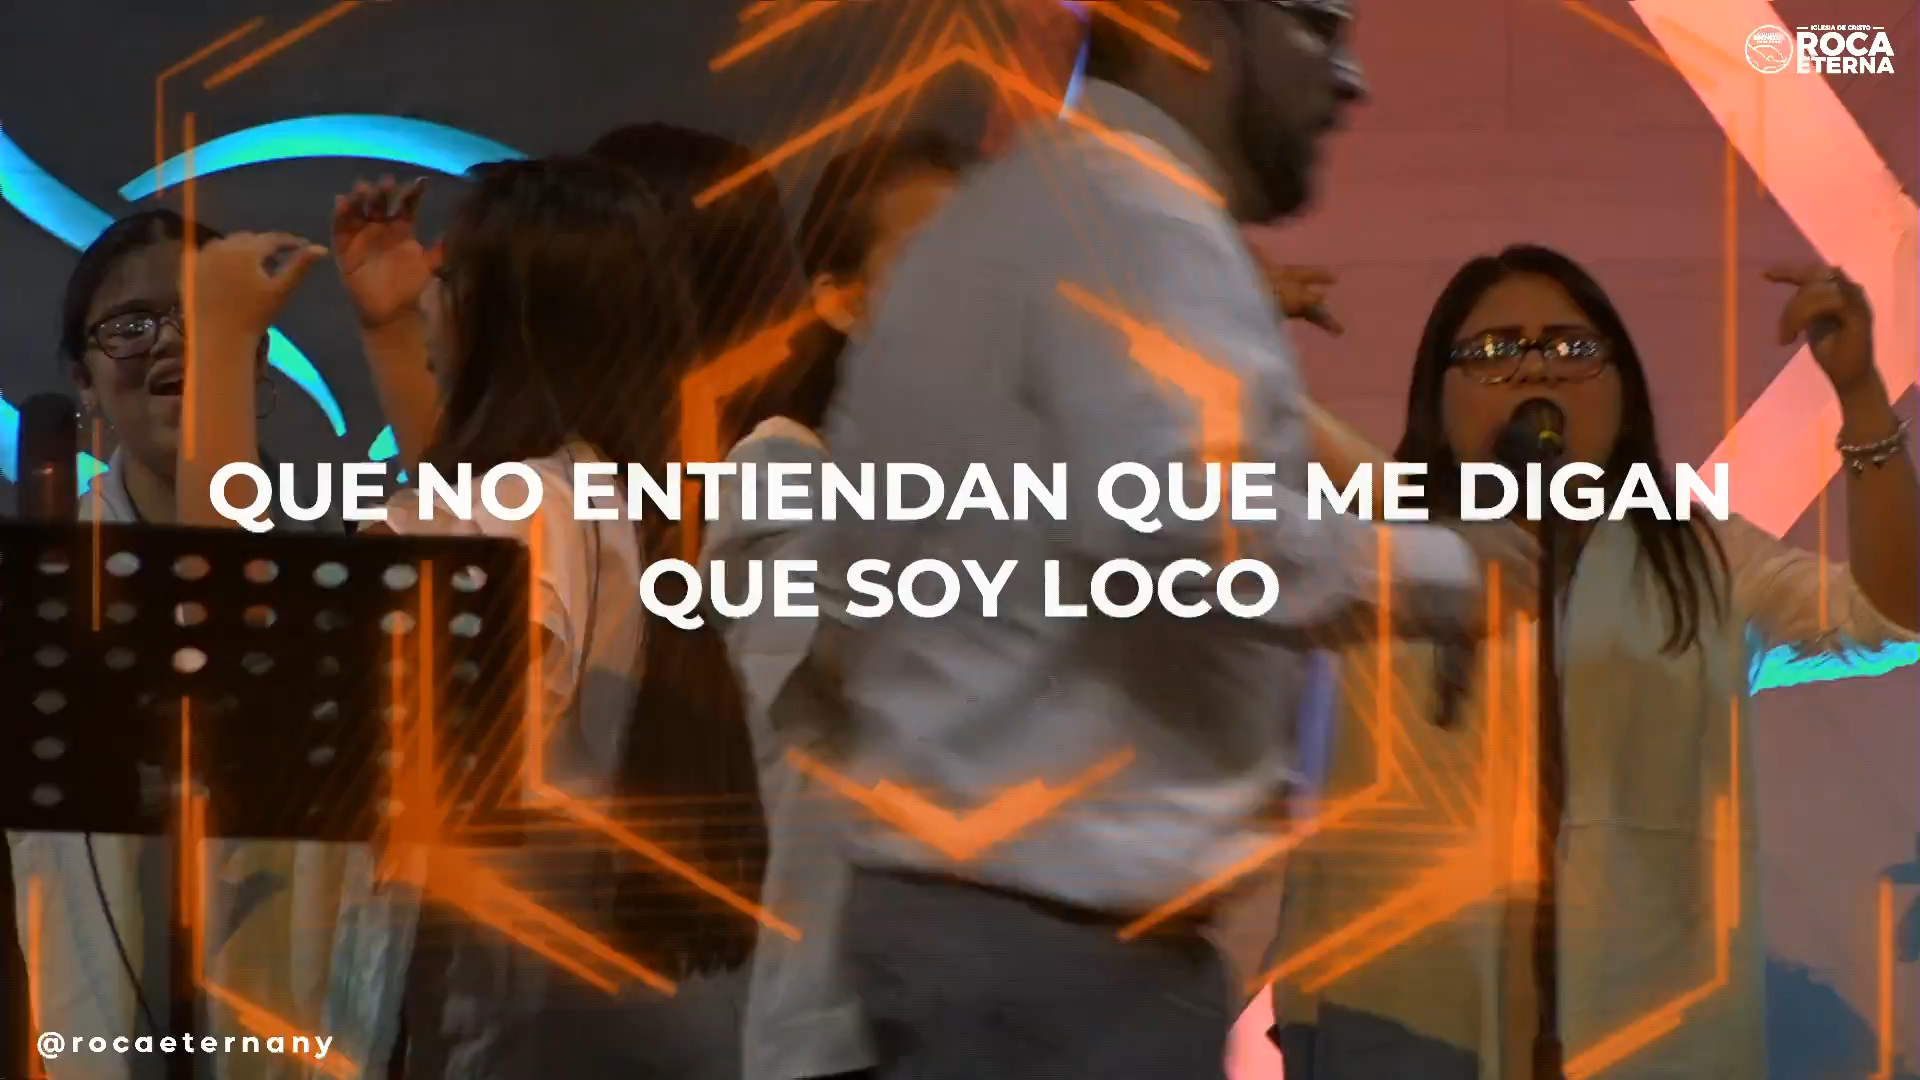 IGLESIA DE CRISTO
ROCA
ETERNA
QUE NO ENTIENDAN QUE ME DIGAN
QUE SOY LOCO
@rocaeternany